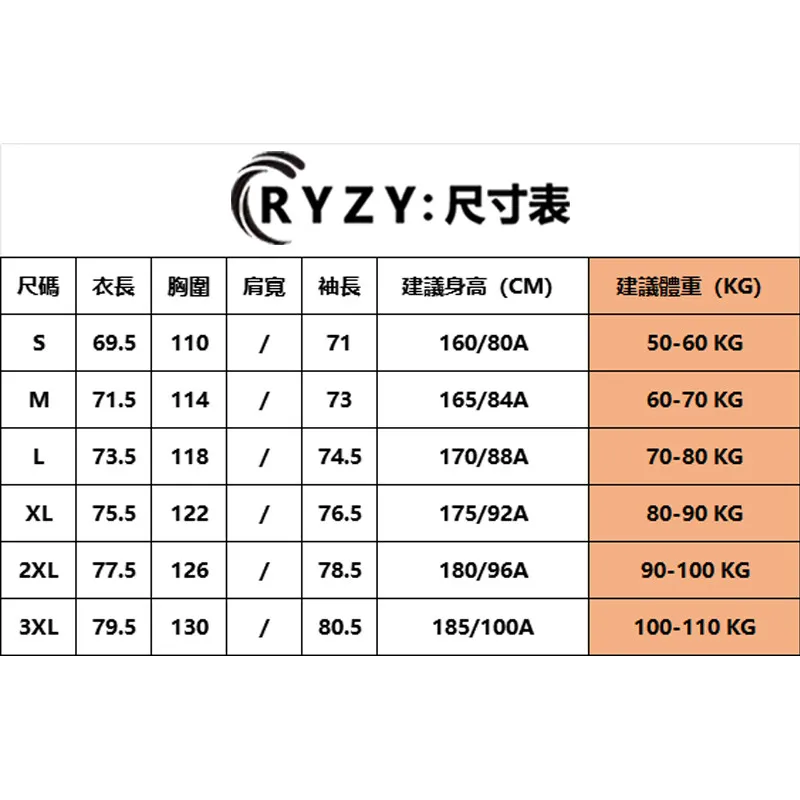 RYZY:尺寸表
尺碼 衣長 胸圍 肩寬 袖長 建議身高（CM） 建議體重（KG）
S 69.5 110 / 71 160/80A 50-60 KG
M 71.5 114 / 73 165/84A 60-70 KG
L 73.5 118 / 74.5 170/88A 70-80 KG
XL 75.5 122 / 76.5 175/92A 80-90 KG
2XL 77.5 126 / 78.5 180/96A 90-100 KG
3XL 79.5 130 / 80.5 185/100A 100-110 KG